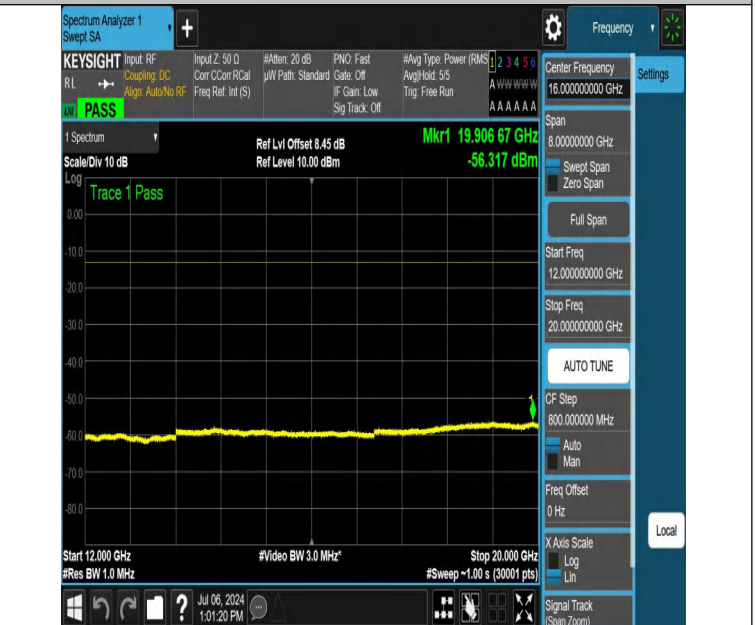 Spectrum Analyzer 1
Swept SA
+
Frequency
KEYSIGHT
RL
PASS
Input: RF
Coupling: DC
Align: Auto/No RF
Input Z: 50 Ω
Corr CCorr RCal
Freq Ref: Int (S)
#Atten: 20 dB
µW Path: Standard
PNO: Fast
Gate: Off
IF Gain: Low
Sig Track: Off
#Avg Type: Power (RMS
Avg|Hold: 5/5
Trig: Free Run
1 2 3 4 5 6
A W W W W W
A A A A A A
1 Spectrum
Scale/Div 10 dB
Ref Lvl Offset 8.45 dB
Ref Level 10.00 dBm
Mkr1 19.906 67 GHz
-56.317 dBm
Log
Trace 1 Pass
0.00
-10.0
-20.0
-30.0
-40.0
-50.0
-60.0
-70.0
-80.0
1
Start 12.000 GHz
#Res BW 1.0 MHz
#Video BW 3.0 MHz*
Stop 20.000 GHz
#Sweep ~1.00 s (30001 pts)
?
Jul 06, 2024
1:01:20 PM
Center Frequency
16.000000000 GHz
Settings
Span
8.00000000 GHz
Swept Span
Zero Span
Full Span
Start Freq
12.000000000 GHz
Stop Freq
20.000000000 GHz
AUTO TUNE
CF Step
800.000000 MHz
Auto
Man
Freq Offset
0 Hz
X Axis Scale
Log
Lin
Local
Signal Track
(Span Zoom)